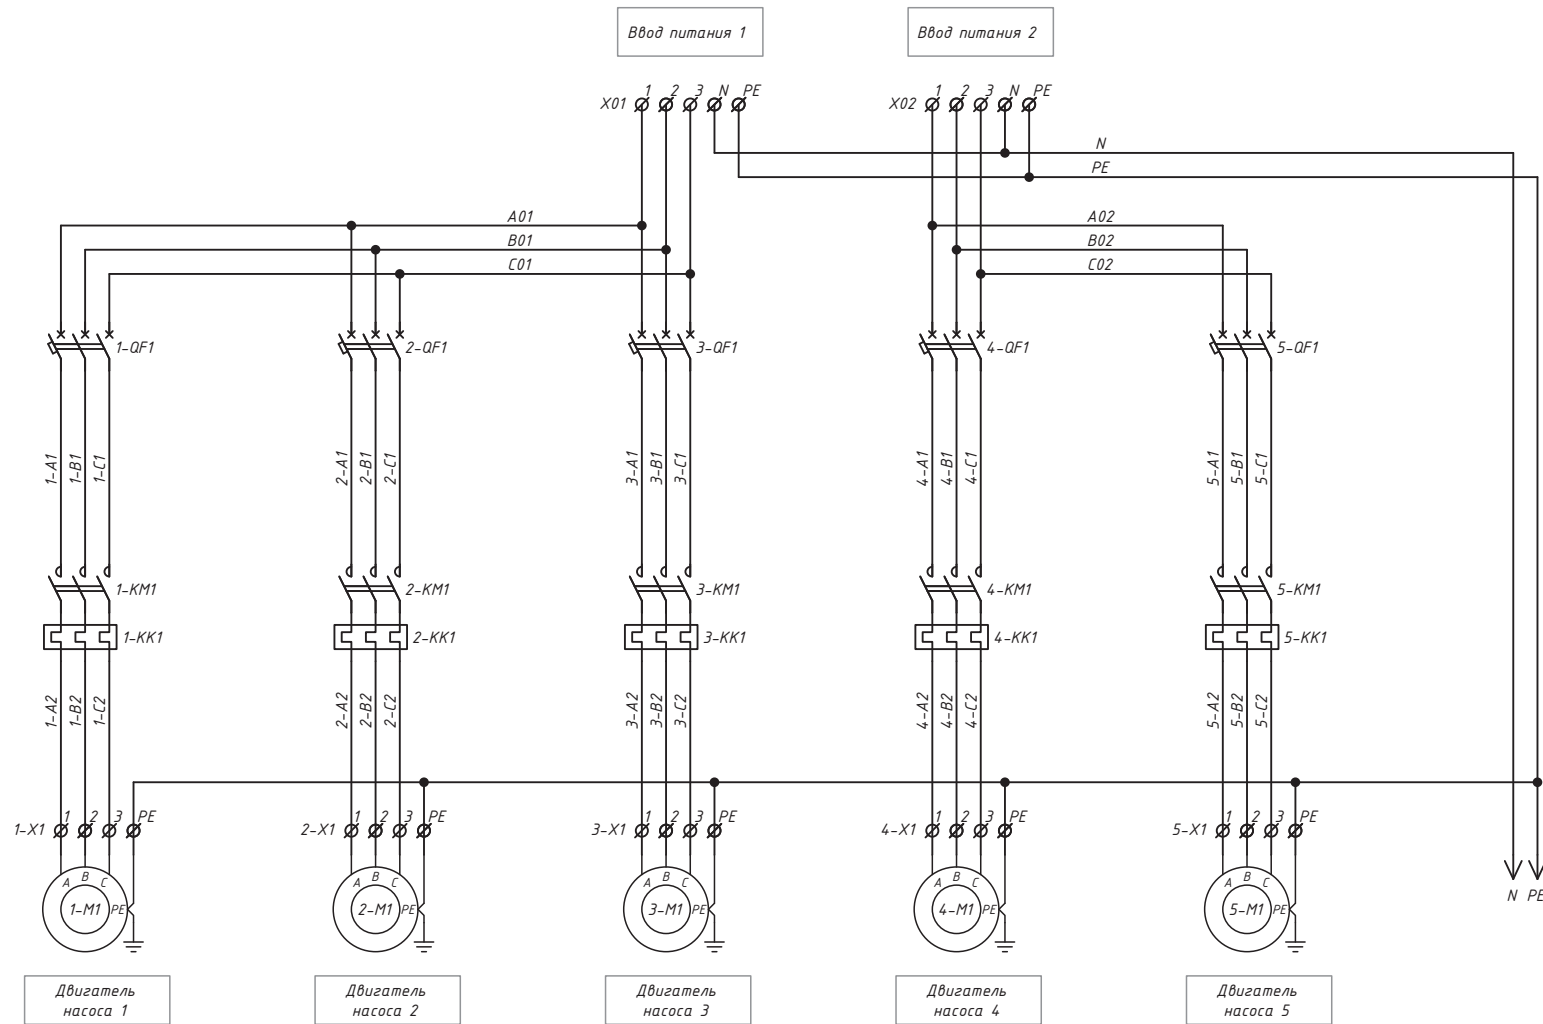 Ввод питания 1
Ввод питания 2
X01 1 2 3 N PE
X02 1 2 3 N PE
N
PE
A01
A02
B01
B02
C01
C02
1-QF1
2-QF1
3-QF1
4-QF1
5-QF1
1-A1 1-B1 1-C1
2-A1 2-B1 2-C1
3-A1 3-B1 3-C1
4-A1 4-B1 4-C1
5-A1 5-B1 5-C1
1-KM1
2-KM1
3-KM1
4-KM1
5-KM1
1-KK1
2-KK1
3-KK1
4-KK1
5-KK1
1-A2 1-B2 1-C2
2-A2 2-B2 2-C2
3-A2 3-B2 3-C2
4-A2 4-B2 4-C2
5-A2 5-B2 5-C2
1-X1 1 2 3 PE
2-X1 1 2 3 PE
3-X1 1 2 3 PE
4-X1 1 2 3 PE
5-X1 1 2 3 PE
A B C
A B C
A B C
A B C
A B C
1-M1 PE
2-M1 PE
3-M1 PE
4-M1 PE
5-M1 PE
N PE
Двигатель
насоса 1
Двигатель
насоса 2
Двигатель
насоса 3
Двигатель
насоса 4
Двигатель
насоса 5